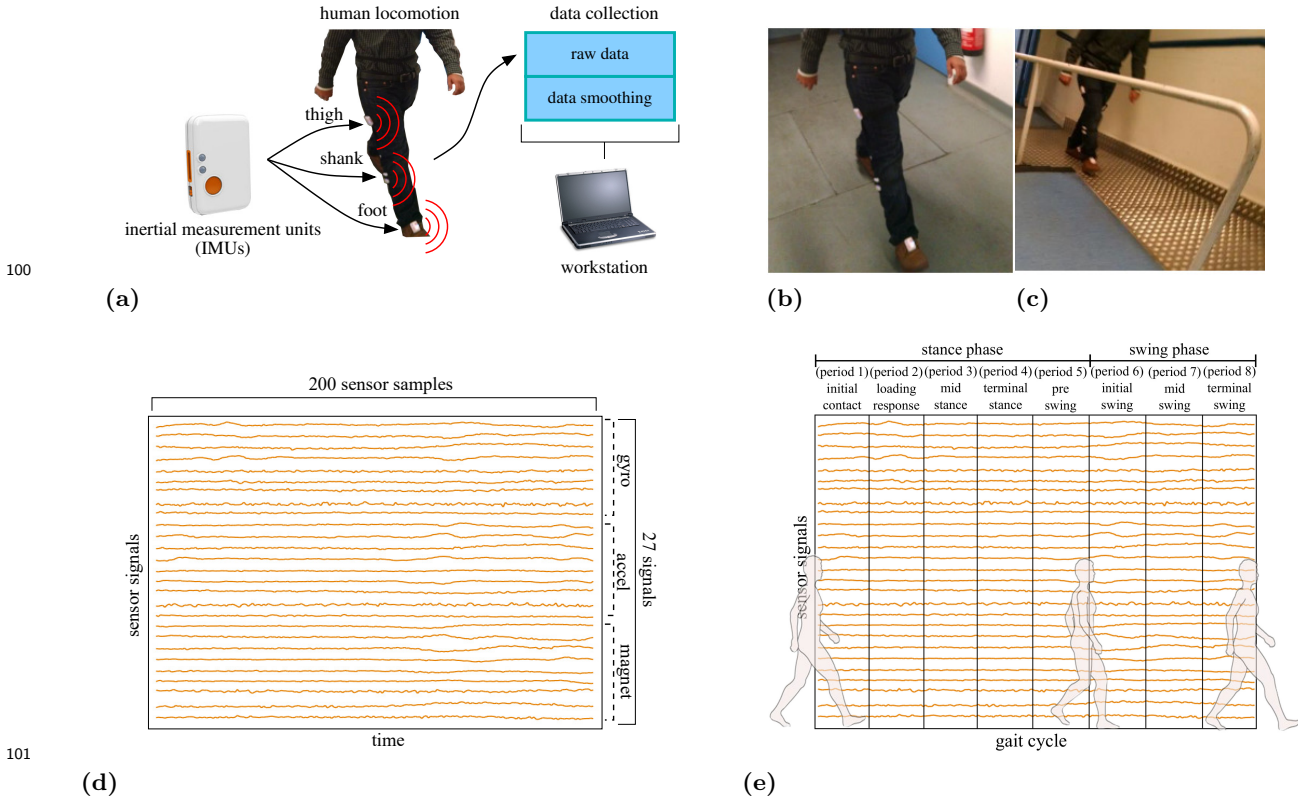 human locomotion
data collection
raw data
data smoothing
thigh
shank
foot
inertial measurement units
(IMUs)
workstation
100
(a)
(b)
(c)
200 sensor samples
sensor signals
gyro
accel
magnet
27 signals
time
stance phase
swing phase
(period 1) (period 2) (period 3) (period 4) (period 5) (period 6) (period 7) (period 8)
initial loading mid terminal pre initial mid terminal
contact response stance stance swing swing swing swing
sensor signals
gait cycle
101
(d)
(e)